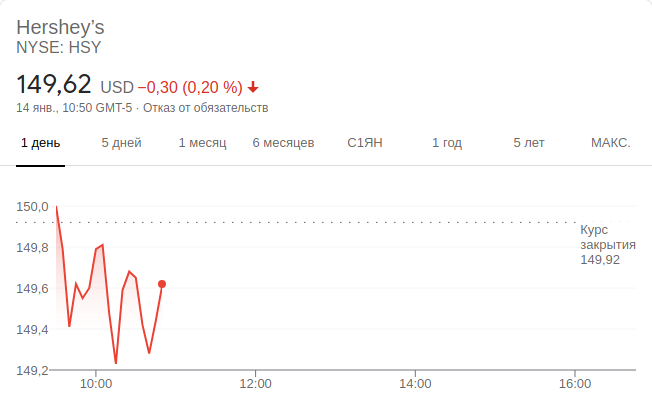 Hershey's
NYSE: HSY
149,62 USD −0,30 (0,20 %)
14 янв., 10:50 GMT-5 · Отказ от обязательств
1 день 5 дней 1 месяц 6 месяцев С1ЯН 1 год 5 лет МАКС.
150,0
Курс
закрытия
149,92
149,8
149,6
149,4
149,2
10:00 12:00 14:00 16:00